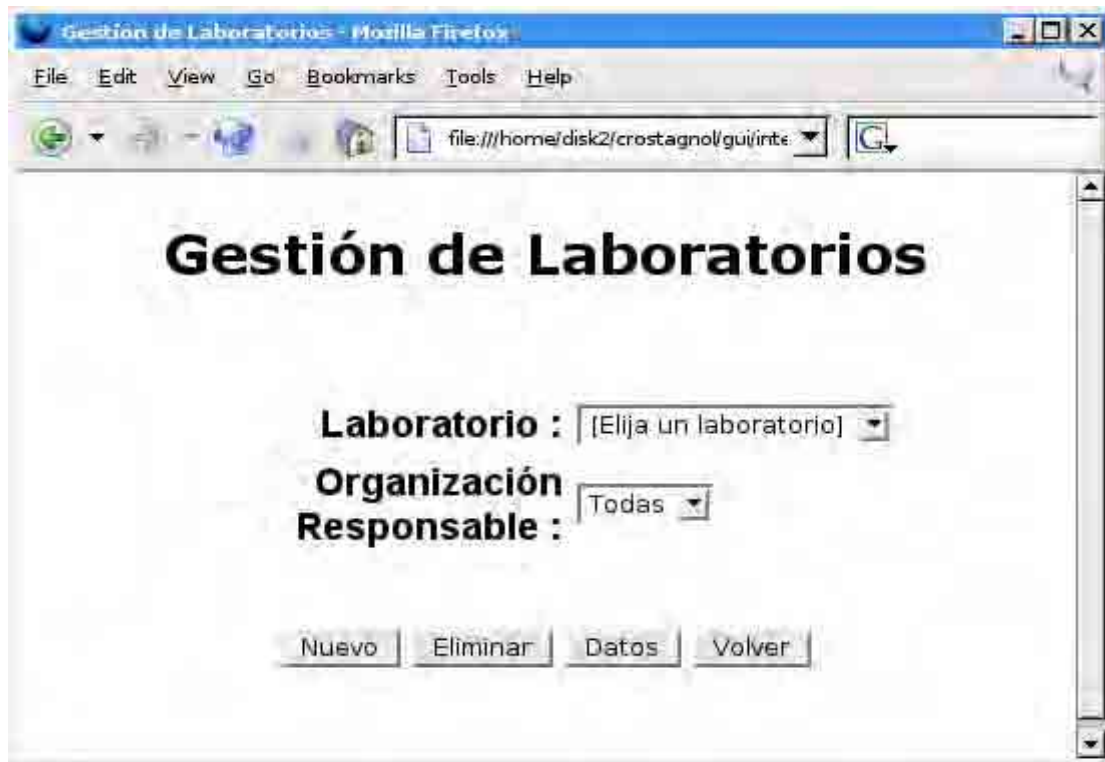 Gestión de Laboratorios - Mozilla Firefox
File Edit View Go Bookmarks Tools Help
file:///home/disk2/crostagnol/gui/inte
G
Gestión de Laboratorios
Laboratorio : [Elija un laboratorio]
Organización
Responsable : Todas
Nuevo Eliminar Datos Volver